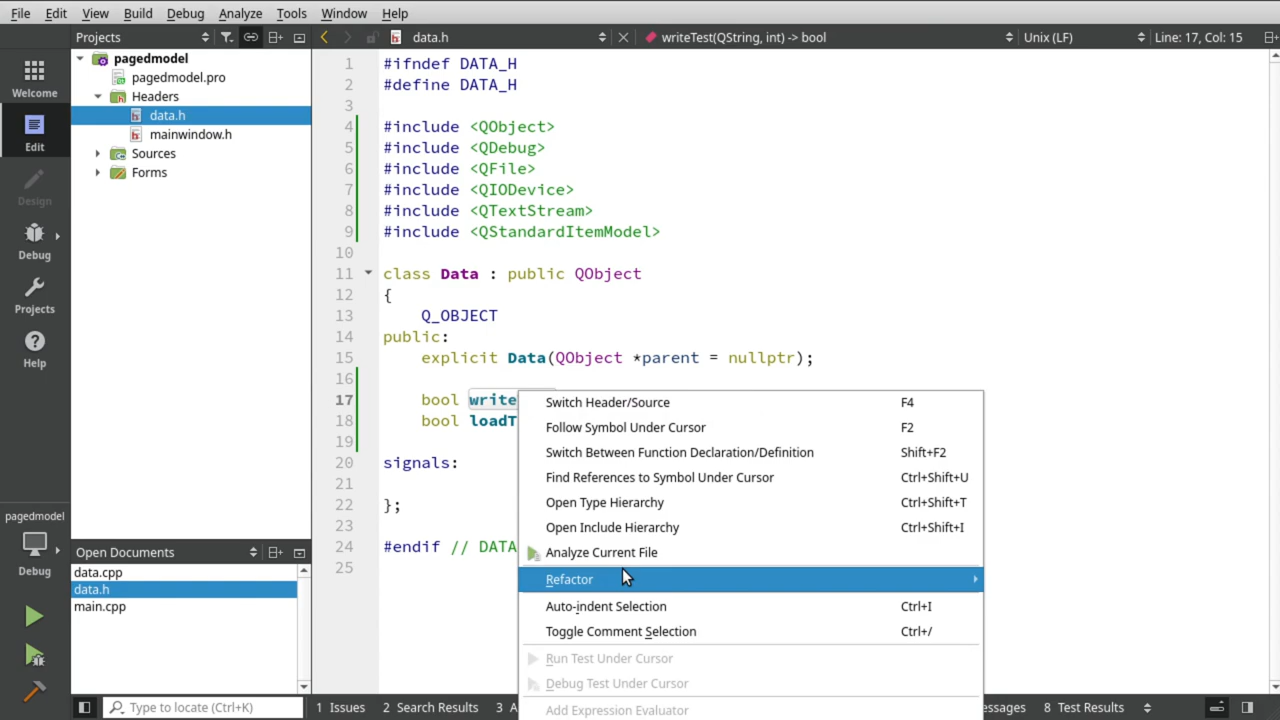 File Edit View Build Debug Analyze Tools Window Help
Projects
data.h
writeTest(QString, int) -> bool
Unix (LF)
Line: 17, Col: 15
Welcome
Edit
Design
Debug
Projects
Help
pagedmodel
Debug
pagedmodel
pagedmodel.pro
Headers
data.h
mainwindow.h
Sources
Forms
Open Documents
data.cpp
data.h
main.cpp
1 #ifndef DATA_H
2 #define DATA_H
3
4 #include <QObject>
5 #include <QDebug>
6 #include <QFile>
7 #include <QIODevice>
8 #include <QTextStream>
9 #include <QStandardItemModel>
10
11 class Data : public QObject
12 {
13 Q_OBJECT
14 public:
15 explicit Data(QObject *parent = nullptr);
16
17 bool write
18 bool loadT
19
20 signals:
21
22 };
23
24 #endif // DATA
25
Switch Header/Source F4
Follow Symbol Under Cursor F2
Switch Between Function Declaration/Definition Shift+F2
Find References to Symbol Under Cursor Ctrl+Shift+U
Open Type Hierarchy Ctrl+Shift+T
Open Include Hierarchy Ctrl+Shift+I
Analyze Current File
Refactor
Auto-indent Selection Ctrl+I
Toggle Comment Selection Ctrl+/
Run Test Under Cursor
Debug Test Under Cursor
Add Expression Evaluator
Type to locate (Ctrl+K)
1 Issues 2 Search Results 3 A
essages 8 Test Results